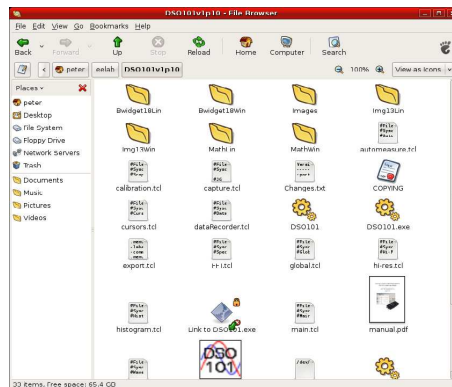 DSO101v1p10 - File Browser
File Edit View Go Bookmarks Help
Back Forward Up Stop Reload Home Computer Search
peter eelab DSO101v1p10 100% View as Icons
Places
peter
Desktop
File System
Floppy Drive
Network Servers
Trash
Documents
Music
Pictures
Videos
Bwidget18Lin Bwidget18Win Images Img13Lin
Img13Win MathWin automeasure.tcl
calibration.tcl capture.tcl Changes.txt COPYING
cursors.tcl dataRecorder.tcl DSO101 DSO101.exe
export.tcl FFT.tcl global.tcl hi-res.tcl
histogram.tcl Link to DSO101.exe main.tcl manual.pdf
DSO
101
/dev/
33 items, Free space: 65.4 GB